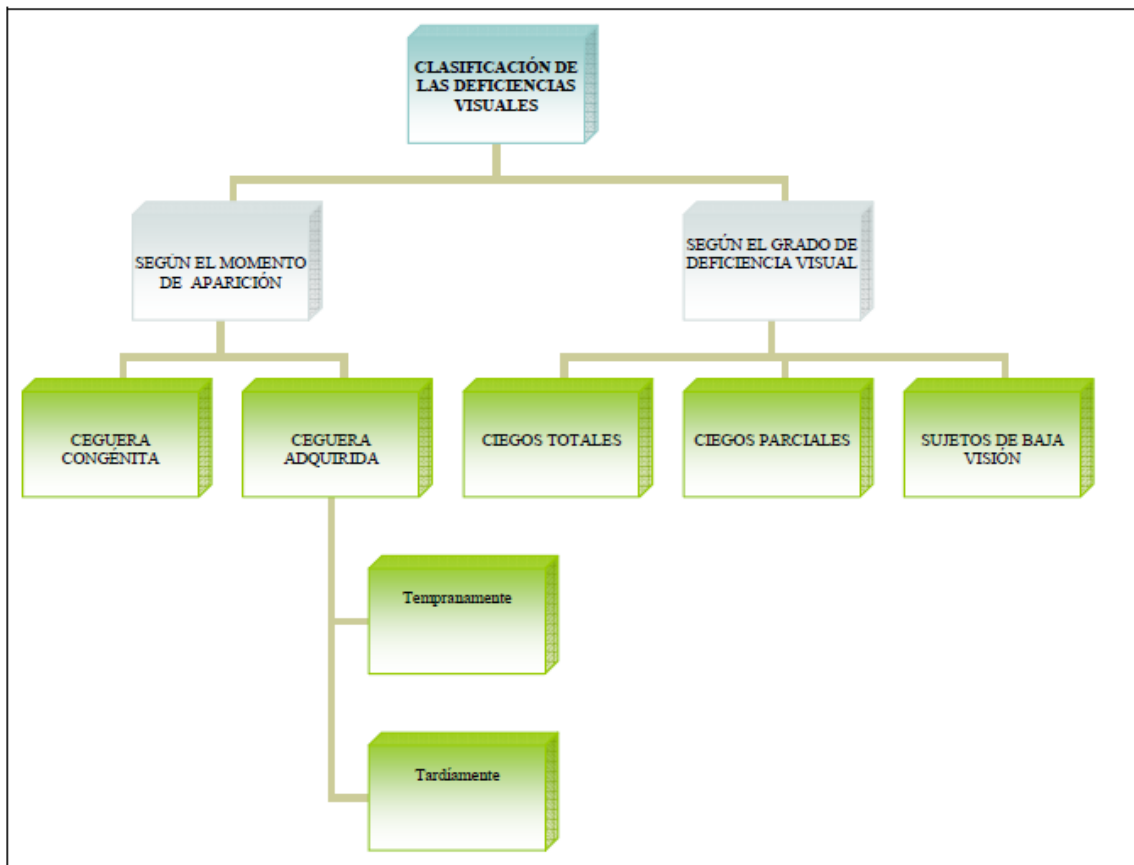 CLASIFICACIÓN DE
LAS DEFICIENCIAS
VISUALES
SEGÚN EL MOMENTO
DE APARICIÓN
SEGÚN EL GRADO DE
DEFICIENCIA VISUAL
CEGUERA
CONGÉNITA
CEGUERA
ADQUIRIDA
CIEGOS TOTALES
CIEGOS PARCIALES
SUJETOS DE BAJA
VISIÓN
Tempranamente
Tardíamente